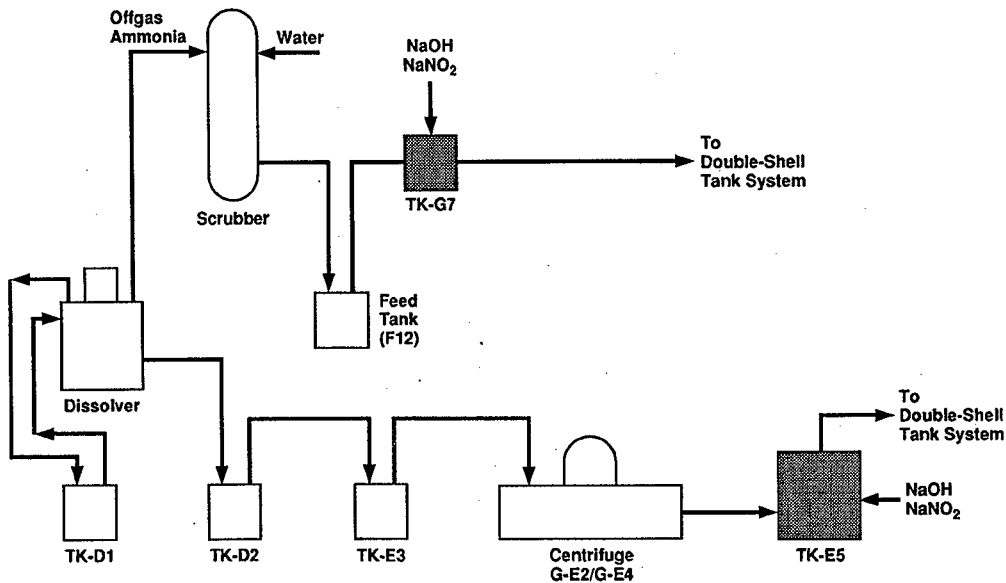 Offgas
Ammonia
Water
NaOH
NaNO₂
To
Double-Shell
Tank System
TK-G7
Scrubber
Feed
Tank
(F12)
Dissolver
To
Double-Shell
Tank System
NaOH
NaNO₂
TK-D1
TK-D2
TK-E3
Centrifuge
G-E2/G-E4
TK-E5